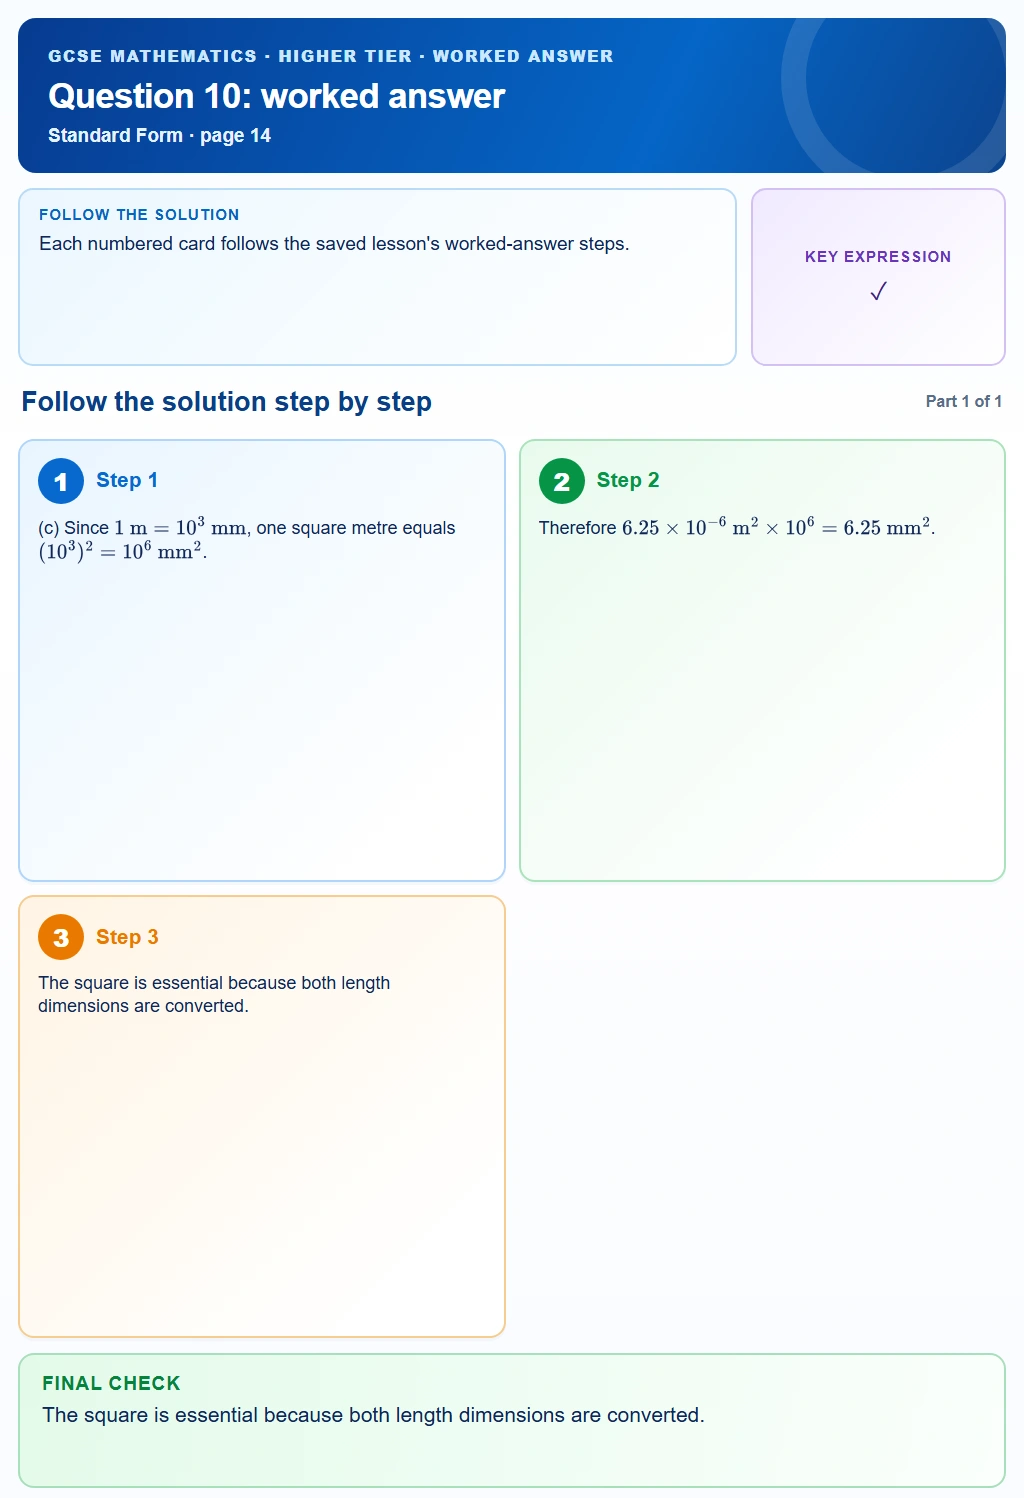 GCSE MATHEMATICS · HIGHER TIER · WORKED ANSWER
Question 10: worked answer
Standard Form · page 14
FOLLOW THE SOLUTION
Each numbered card follows the saved lesson's worked-answer steps.
KEY EXPRESSION
✓
Follow the solution step by step
Part 1 of 1
1 Step 1
(c) Since 1 m = 10³ mm, one square metre equals
(10³)² = 10⁶ mm².
2 Step 2
Therefore 6.25 × 10⁻⁶ m² × 10⁶ = 6.25 mm².
3 Step 3
The square is essential because both length
dimensions are converted.
FINAL CHECK
The square is essential because both length dimensions are converted.